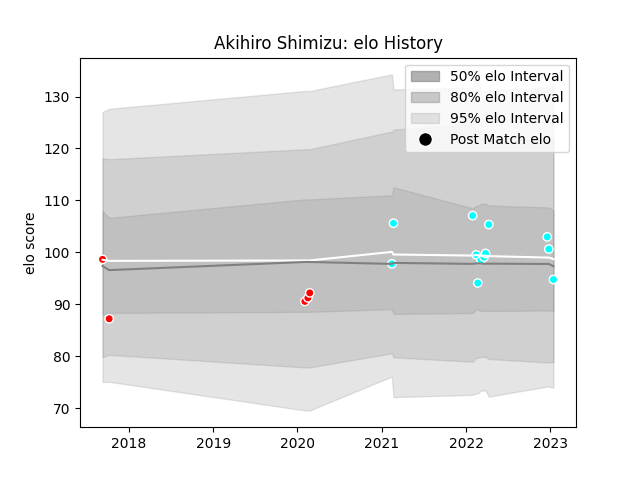 Akihiro Shimizu: elo History
50% elo Interval
80% elo Interval
95% elo Interval
Post Match elo
elo score
130
120
110
100
90
80
70
2018 2019 2020 2021 2022 2023